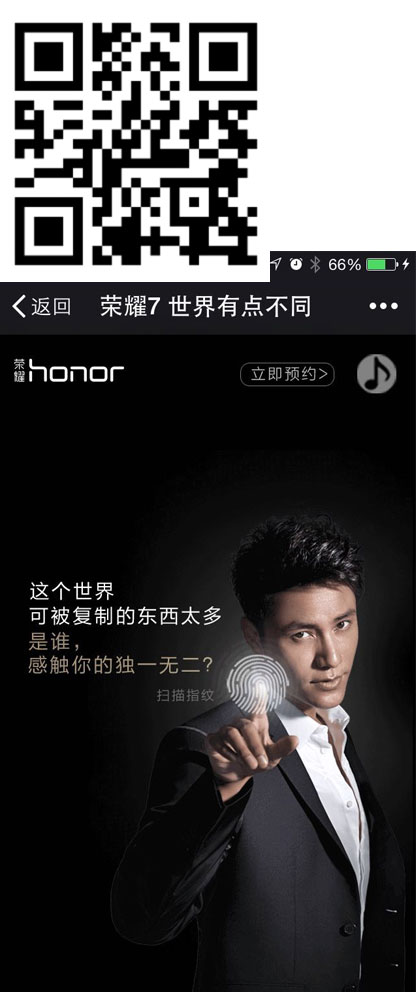 66%
返回
荣耀7 世界有点不同
荣耀
honor
立即预约>
这个世界
可被复制的东西太多
是谁，
感触你的独一无二？
扫描指纹